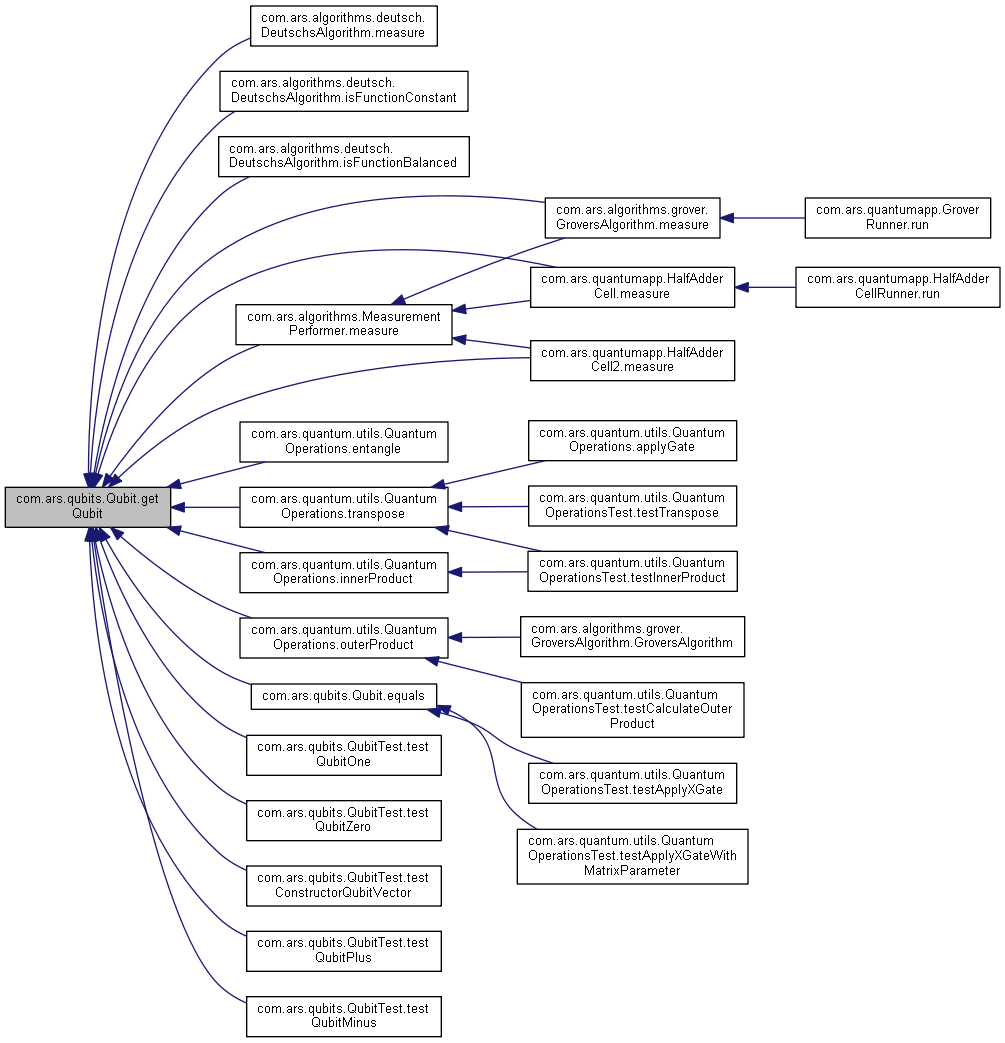 com.ars.algorithms.deutsch.
DeutschsAlgorithm.measure
com.ars.algorithms.deutsch.
DeutschsAlgorithm.isFunctionConstant
com.ars.algorithms.deutsch.
DeutschsAlgorithm.isFunctionBalanced
com.ars.algorithms.grover.
GroversAlgorithm.measure
com.ars.quantumapp.Grover
Runner.run
com.ars.quantumapp.HalfAdder
Cell.measure
com.ars.quantumapp.HalfAdder
CellRunner.run
com.ars.algorithms.Measurement
Performer.measure
com.ars.quantumapp.HalfAdder
Cell2.measure
com.ars.quantum.utils.Quantum
Operations.entangle
com.ars.quantum.utils.Quantum
Operations.applyGate
com.ars.qubits.Qubit.get
Qubit
com.ars.quantum.utils.Quantum
Operations.transpose
com.ars.quantum.utils.Quantum
OperationsTest.testTranspose
com.ars.quantum.utils.Quantum
Operations.innerProduct
com.ars.quantum.utils.Quantum
OperationsTest.testInnerProduct
com.ars.quantum.utils.Quantum
Operations.outerProduct
com.ars.algorithms.grover.
GroversAlgorithm.GroversAlgorithm
com.ars.qubits.Qubit.equals
com.ars.quantum.utils.Quantum
OperationsTest.testCalculateOuter
Product
com.ars.qubits.QubitTest.test
QubitOne
com.ars.quantum.utils.Quantum
OperationsTest.testApplyXGate
com.ars.qubits.QubitTest.test
QubitZero
com.ars.quantum.utils.Quantum
OperationsTest.testApplyXGateWith
MatrixParameter
com.ars.qubits.QubitTest.test
ConstructorQubitVector
com.ars.qubits.QubitTest.test
QubitPlus
com.ars.qubits.QubitTest.test
QubitMinus